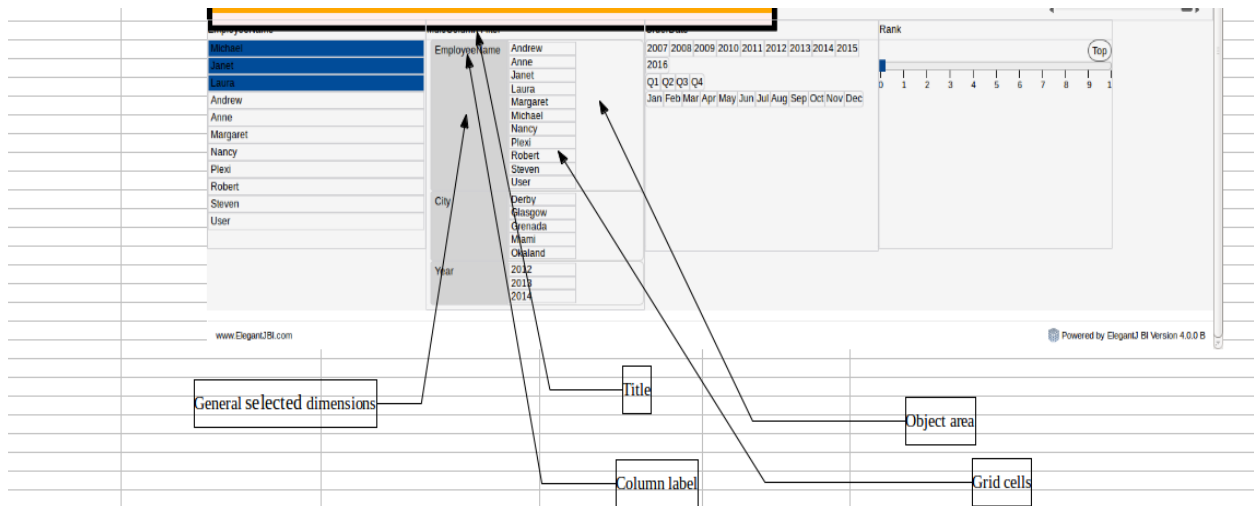 Rank
Michael
Janet
Laura
Andrew
Anne
Margaret
Nancy
Plexi
Robert
Steven
User
EmployeeName
Andrew
Anne
Janet
Laura
Margaret
Michael
Nancy
Plexi
Robert
Steven
User
City
Derby
Glasgow
Grenada
Miami
Okaland
Year
2012
2013
2014
2007 2008 2009 2010 2011 2012 2013 2014 2015
2016
Q1 Q2 Q3 Q4
Jan Feb Mar Apr May Jun Jul Aug Sep Oct Nov Dec
Top
0 1 2 3 4 5 6 7 8 9 1
www.ElegantJBI.com
Powered by ElegantJ BI Version 4.0.0 B
Title
General selected dimensions
Object area
Column label
Grid cells